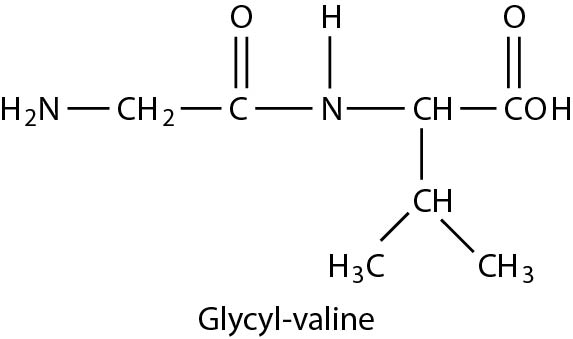 O H O
H₂N CH₂ C N CH COH
CH
H₃C CH₃
Glycyl-valine